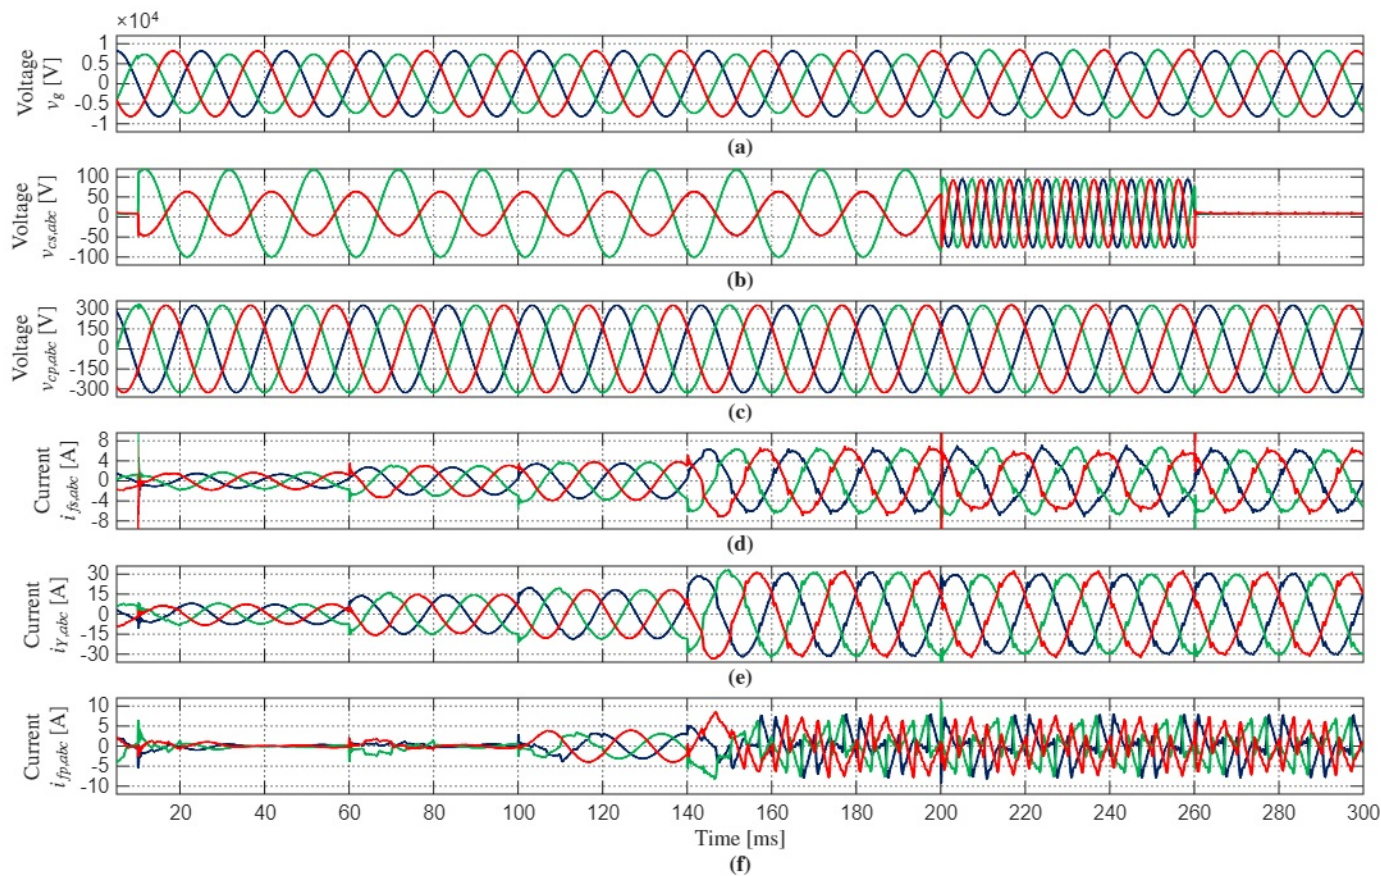 ×10⁴
Voltage
v_g [V]
1
0.5
0
-0.5
-1
(a)
Voltage
v_cs,abc [V]
100
50
0
-50
-100
(b)
Voltage
v_cp,abc [V]
300
150
0
-150
-300
(c)
Current
i_fs,abc [A]
8
4
0
-4
-8
(d)
Current
i_Y,abc [A]
30
15
0
-15
-30
(e)
Current
i_fp,abc [A]
10
5
0
-5
-10
20 40 60 80 100 120 140 160 180 200 220 240 260 280 300
Time [ms]
(f)